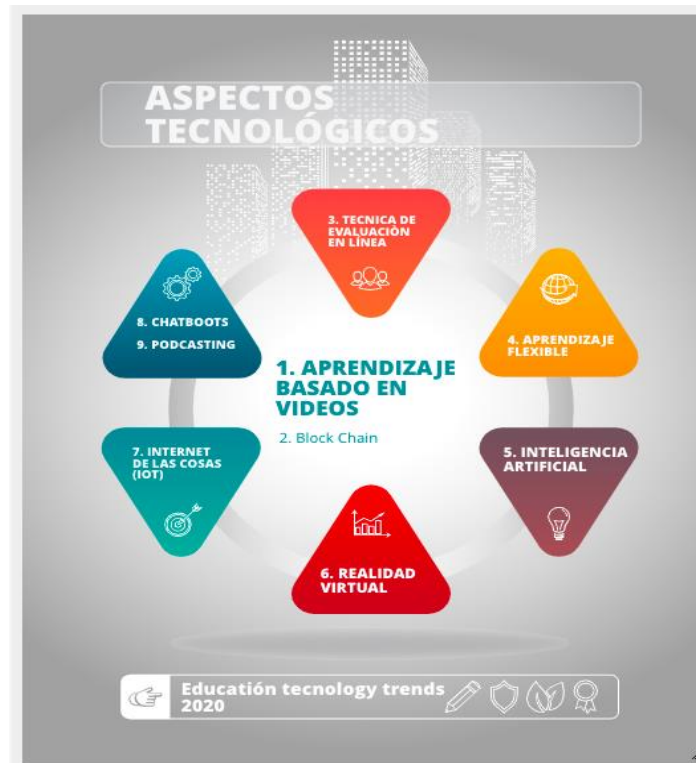 ASPECTOS
TECNOLÓGICOS
1. APRENDIZAJE
BASADO EN
VIDEOS
2. Block Chain
3. TECNICA DE
EVALUACIÒN
EN LÍNEA
4. APRENDIZAJE
FLEXIBLE
5. INTELIGENCIA
ARTIFICIAL
6. REALIDAD
VIRTUAL
7. INTERNET
DE LAS COSAS
(IOT)
8. CHATBOOTS
9. PODCASTING
Educatión tecnology trends
2020